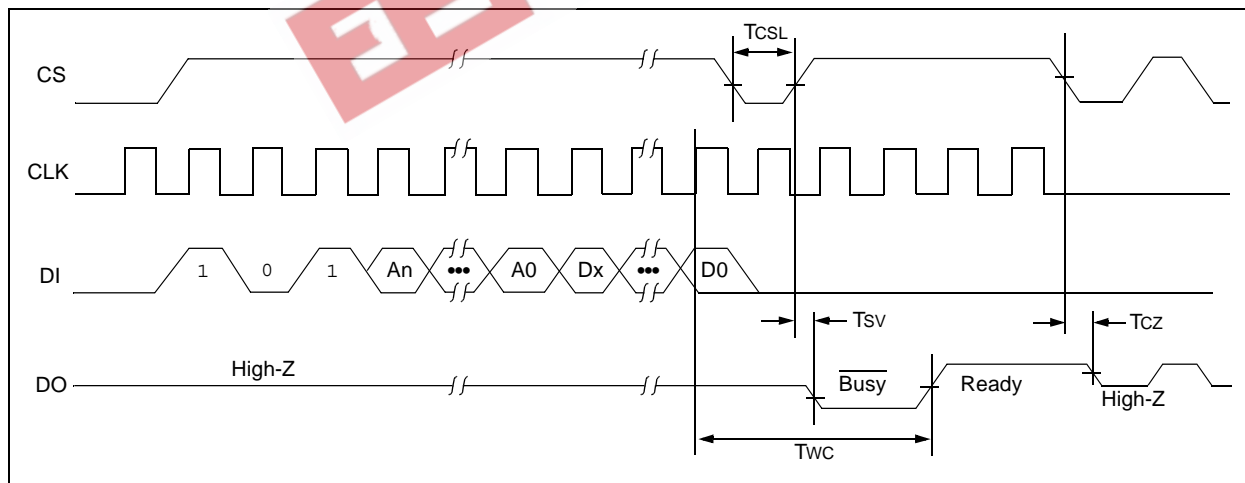 TCSL
CS
CLK
DI 1 0 1 An ••• A0 Dx ••• D0
TSV TCZ
DO High-Z Busy Ready High-Z
TWC